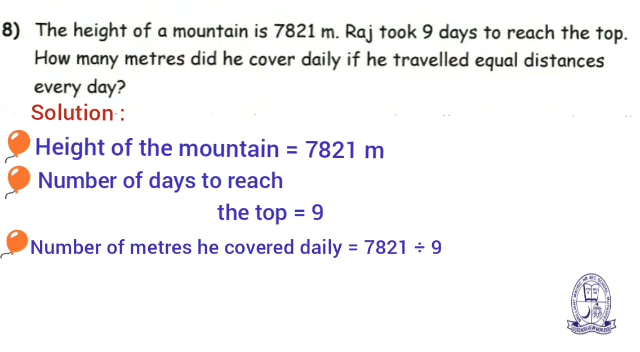 8) The height of a mountain is 7821 m. Raj took 9 days to reach the top.
How many metres did he cover daily if he travelled equal distances
every day?
Solution :
Height of the mountain = 7821 m
Number of days to reach
the top = 9
Number of metres he covered daily = 7821 ÷ 9